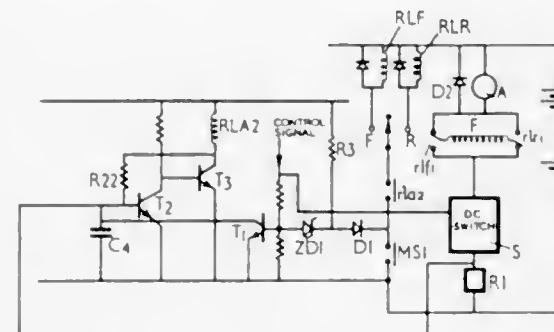 RLF
RLR
D2
A
RLA2
CONTROL
SIGNAL
R3
F
R
F
rlf1
rlr1
R22
T3
T2
rla2
DC
SWITCH
S
C4
T1
ZD1
D1
MS1
R1